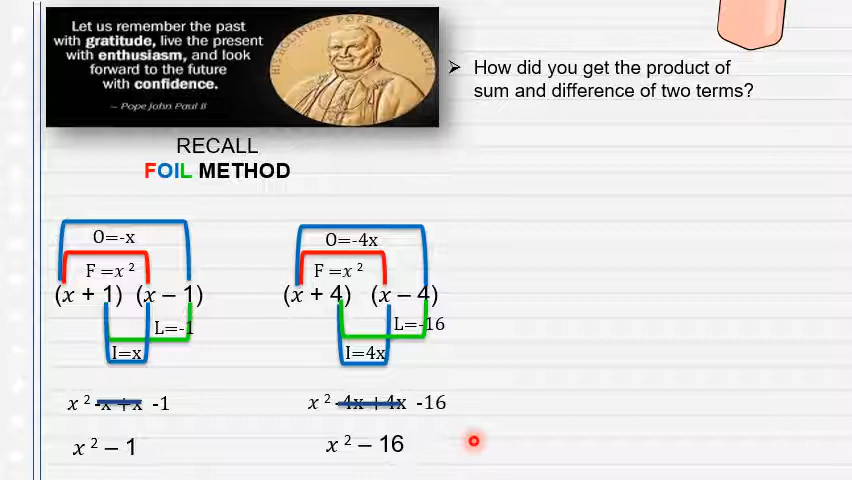 Let us remember the past
with gratitude, live the present
with enthusiasm, and look
forward to the future
with confidence.
~ Pope John Paul II
➢ How did you get the product of
sum and difference of two terms?
RECALL
FOIL METHOD
O=-x
F =x²
(x + 1) (x – 1)
L=-1
I=x
x² -x +x -1
x² – 1
O=-4x
F =x²
(x + 4) (x – 4)
L=-16
I=4x
x² -4x + 4x -16
x² – 16